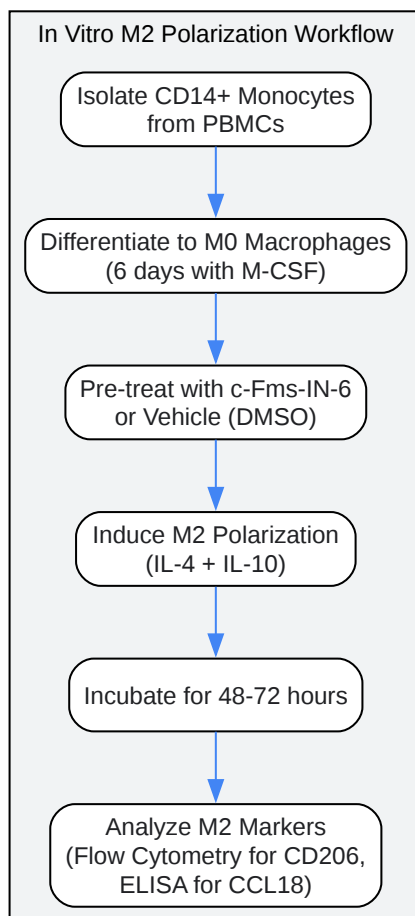 In Vitro M2 Polarization Workflow
Isolate CD14+ Monocytes
from PBMCs
Differentiate to M0 Macrophages
(6 days with M-CSF)
Pre-treat with c-Fms-IN-6
or Vehicle (DMSO)
Induce M2 Polarization
(IL-4 + IL-10)
Incubate for 48-72 hours
Analyze M2 Markers
(Flow Cytometry for CD206,
ELISA for CCL18)